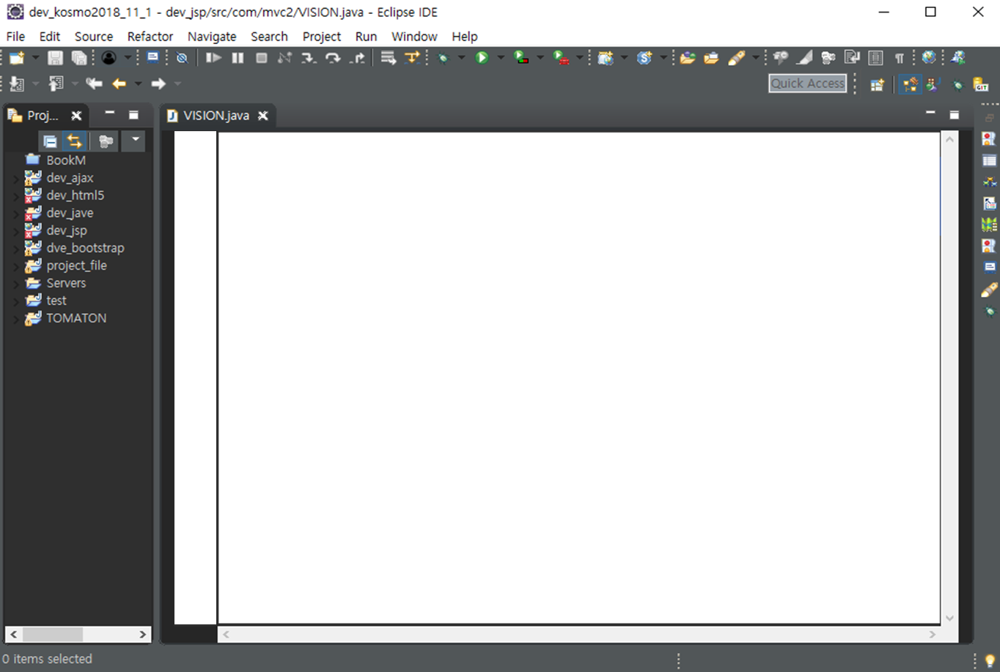 dev_kosmo2018_11_1 - dev_jsp/src/com/mvc2/VISION.java - Eclipse IDE
File Edit Source Refactor Navigate Search Project Run Window Help
Quick Access
Proj...
VISION.java
BookM
dev_ajax
dev_html5
dev_jave
dev_jsp
dve_bootstrap
project_file
Servers
test
TOMATON
0 items selected